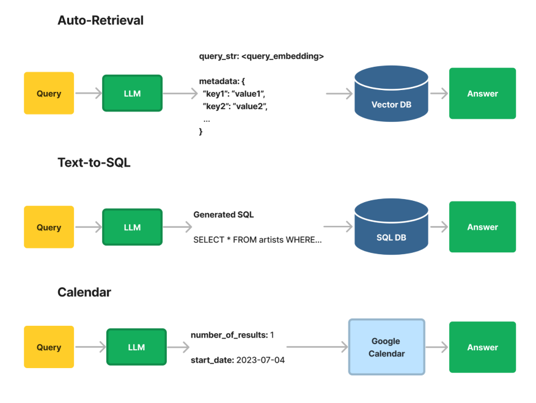 Auto-Retrieval
Query
LLM
query_str: <query_embedding>
metadata: {
"key1": "value1",
"key2": "value2",
...
}
Vector DB
Answer
Text-to-SQL
Query
LLM
Generated SQL
SELECT * FROM artists WHERE...
SQL DB
Answer
Calendar
Query
LLM
number_of_results: 1
start_date: 2023-07-04
Google
Calendar
Answer